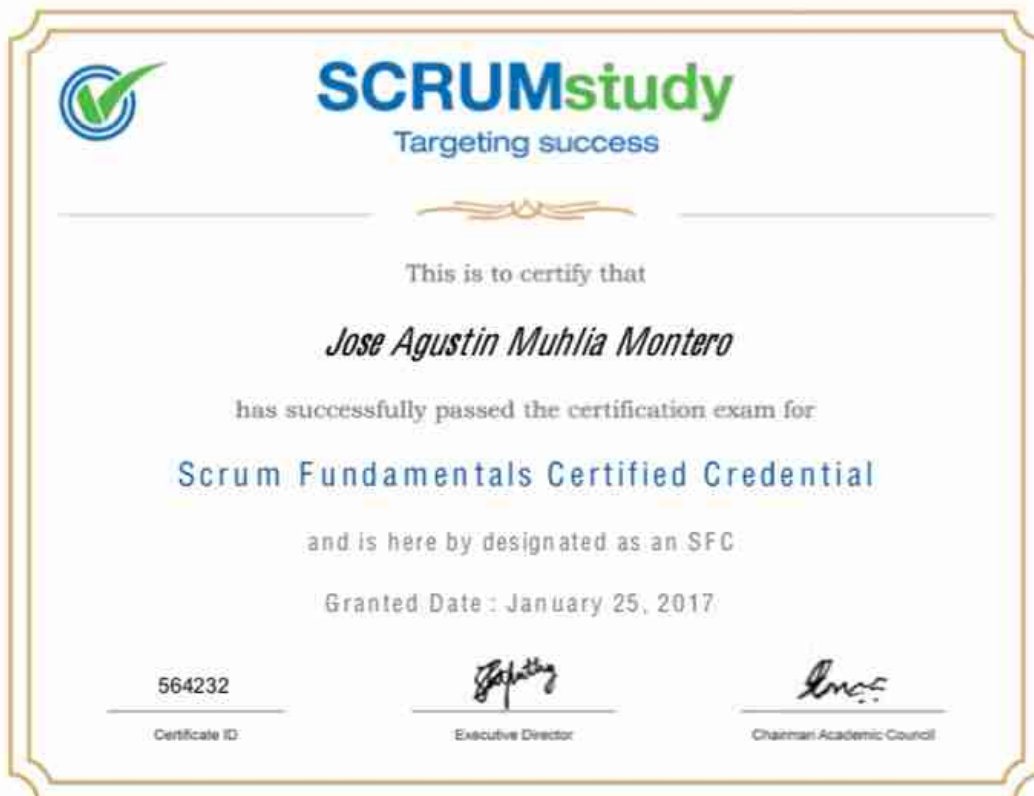 SCRUMstudy
Targeting success
This is to certify that
Jose Agustin Muhlia Montero
has successfully passed the certification exam for
Scrum Fundamentals Certified Credential
and is here by designated as an SFC
Granted Date : January 25, 2017
564232
Certificate ID
Executive Director
Chairman Academic Council